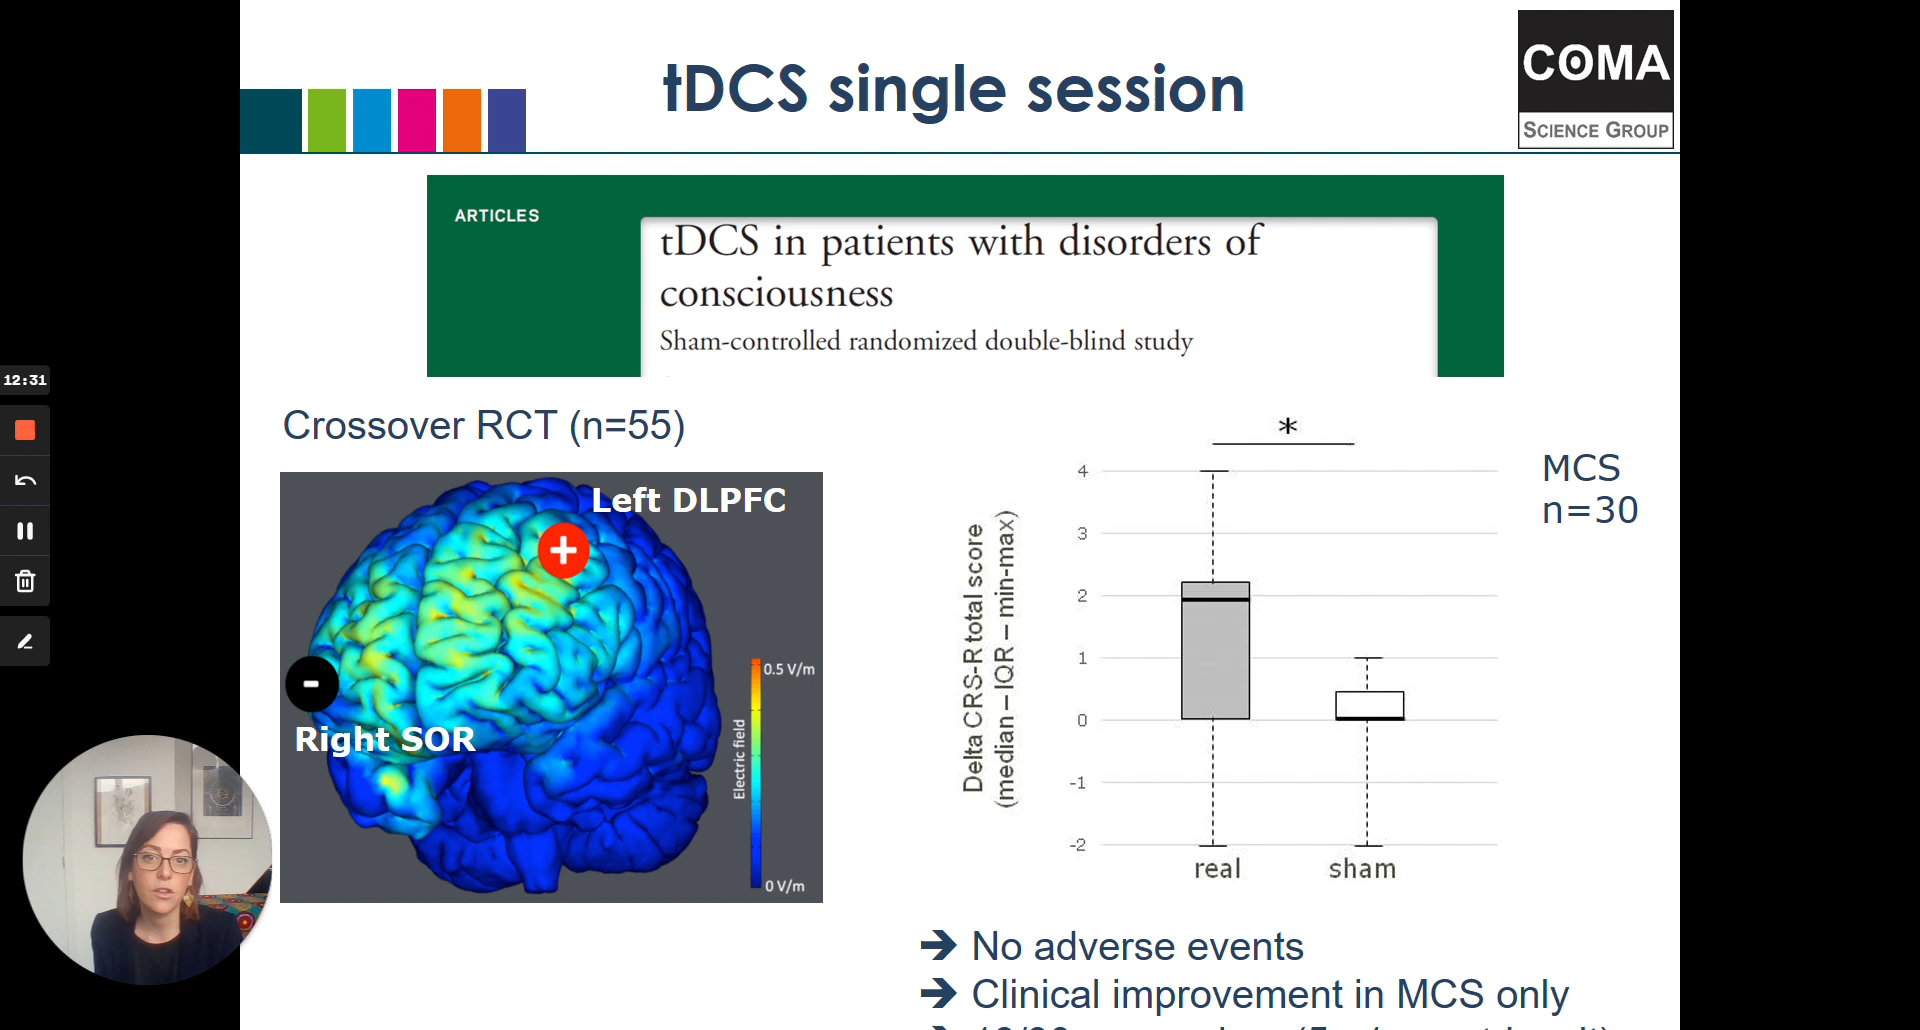 tDCS single session
COMA
SCIENCE GROUP
ARTICLES
tDCS in patients with disorders of
consciousness
Sham-controlled randomized double-blind study
12:31
Crossover RCT (n=55)
Left DLPFC
+
-
Right SOR
0.5 V/m
Electric field
0 V/m
*
MCS
n=30
Delta CRS-R total score
(median – IQR – min-max)
4
3
2
1
0
-1
-2
real
sham
➔ No adverse events
➔ Clinical improvement in MCS only